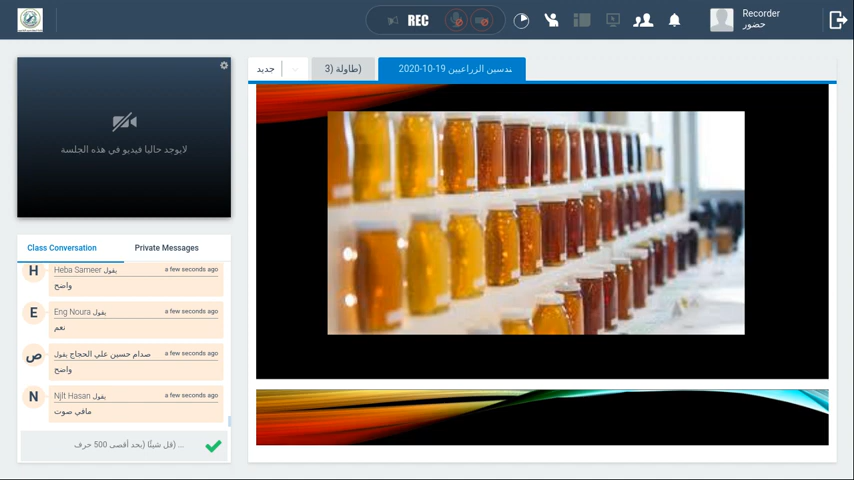 REC
Recorder
حضور
جديد
(طاولة (3
ندسين الزراعيين 19-10-2020
لايوجد حاليا فيديو في هذه الجلسة
Class Conversation
Private Messages
H
Heba Sameer يقول
a few seconds ago
واضح
E
Eng Noura يقول
a few seconds ago
نعم
ص
صدام حسين علي الحجاج يقول
a few seconds ago
واضح
N
Njlt Hasan يقول
a few seconds ago
مافي صوت
... (قل شيئًا (بحد أقصى 500 حرف